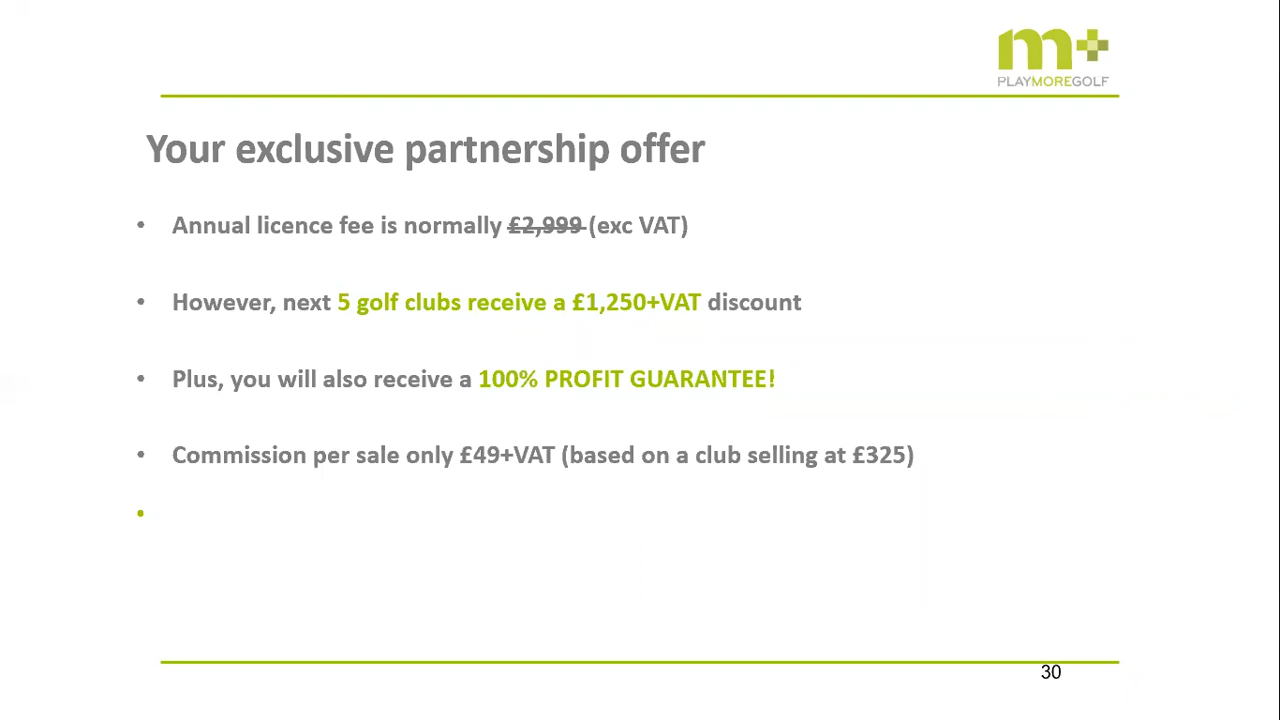 m+
PLAYMOREGOLF
Your exclusive partnership offer
• Annual licence fee is normally £2,999 (exc VAT)
• However, next 5 golf clubs receive a £1,250+VAT discount
• Plus, you will also receive a 100% PROFIT GUARANTEE!
• Commission per sale only £49+VAT (based on a club selling at £325)
•
30